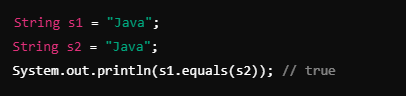 String s1 = "Java";
String s2 = "Java";
System.out.println(s1.equals(s2)); // true